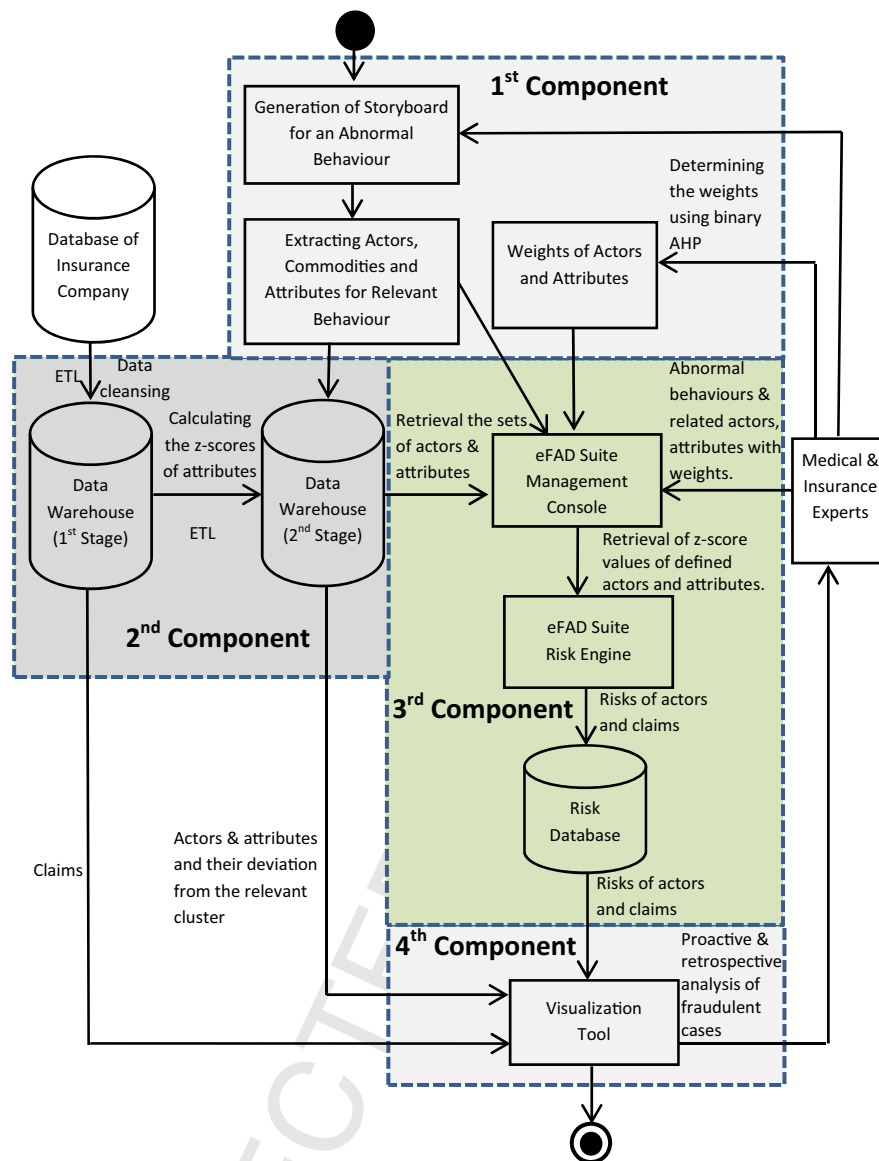 1st Component
Generation of Storyboard
for an Abnormal
Behaviour
Determining
the weights
using binary
AHP
Database of
Insurance
Company
Extracting Actors,
Commodities and
Attributes for Relevant
Behaviour
Weights of Actors
and Attributes
ETL
Data
cleansing
Calculating
the z-scores
of attributes
Retrieval the sets
of actors &
attributes
Abnormal
behaviours &
related actors,
attributes with
weights.
eFAD Suite
Management
Console
Medical &
Insurance
Experts
Data
Warehouse
(1st Stage)
ETL
Data
Warehouse
(2nd Stage)
Retrieval of z-score
values of defined
actors and attributes.
2nd Component
eFAD Suite
Risk Engine
3rd Component
Risks of actors
and claims
Risk
Database
Claims
Actors & attributes
and their deviation
from the relevant
cluster
Risks of actors
and claims
4th Component
Proactive &
retrospective
analysis of
fraudulent
cases
Visualization
Tool
ECTE